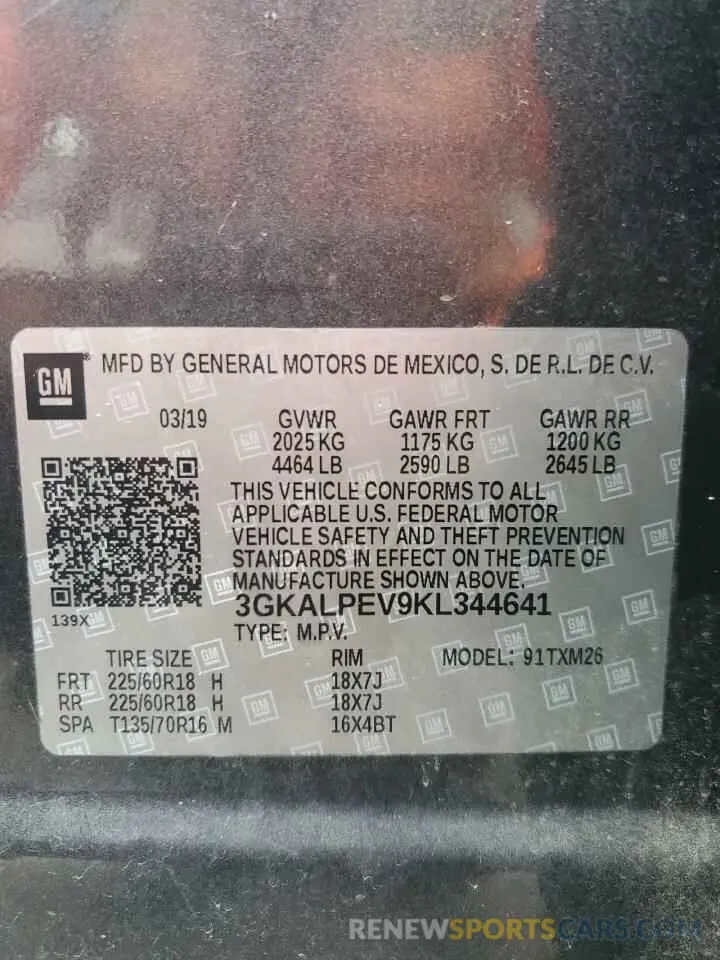 GM® MFD BY GENERAL MOTORS DE MEXICO, S. DE R.L. DE C.V.
03/19 GVWR GAWR FRT GAWR RR
2025 KG 1175 KG 1200 KG
4464 LB 2590 LB 2645 LB
THIS VEHICLE CONFORMS TO ALL
APPLICABLE U.S. FEDERAL MOTOR
VEHICLE SAFETY AND THEFT PREVENTION
STANDARDS IN EFFECT ON THE DATE OF
MANUFACTURE SHOWN ABOVE.
139X 3GKALPEV9KL344641
TYPE: M.P.V.
TIRE SIZE RIM MODEL: 91TXM26
FRT 225/60R18 H 18X7J
RR 225/60R18 H 18X7J
SPA T135/70R16 M 16X4BT
RENEWSPORTSCARS.COM